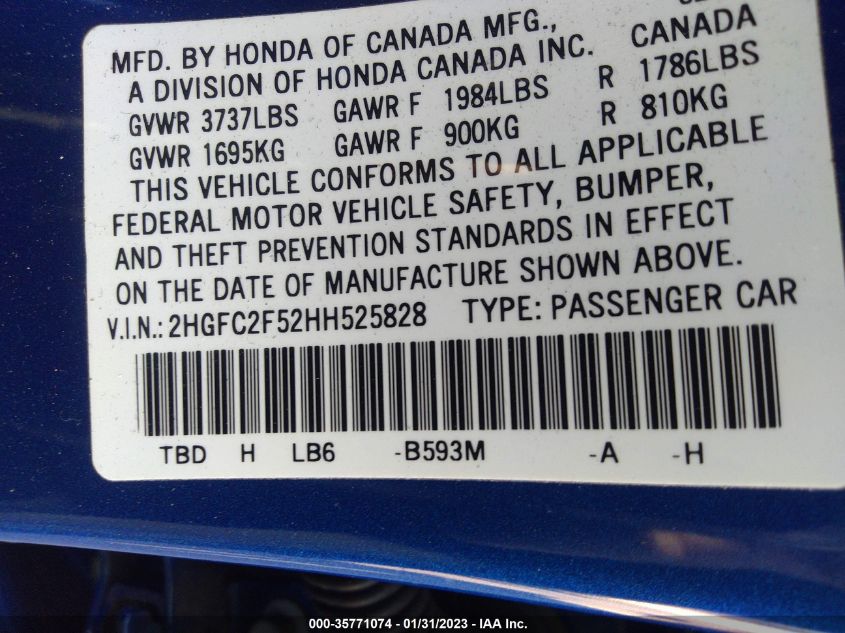 MFD. BY HONDA OF CANADA MFG.,
A DIVISION OF HONDA CANADA INC. CANADA
GVWR 3737LBS GAWR F 1984LBS R 1786LBS
GVWR 1695KG GAWR F 900KG R 810KG
THIS VEHICLE CONFORMS TO ALL APPLICABLE
FEDERAL MOTOR VEHICLE SAFETY, BUMPER,
AND THEFT PREVENTION STANDARDS IN EFFECT
ON THE DATE OF MANUFACTURE SHOWN ABOVE.
V.I.N.: 2HGFC2F52HH525828 TYPE: PASSENGER CAR
TBD H LB6 -B593M -A -H
000-35771074 / 01/31/2023 - IAA Inc.